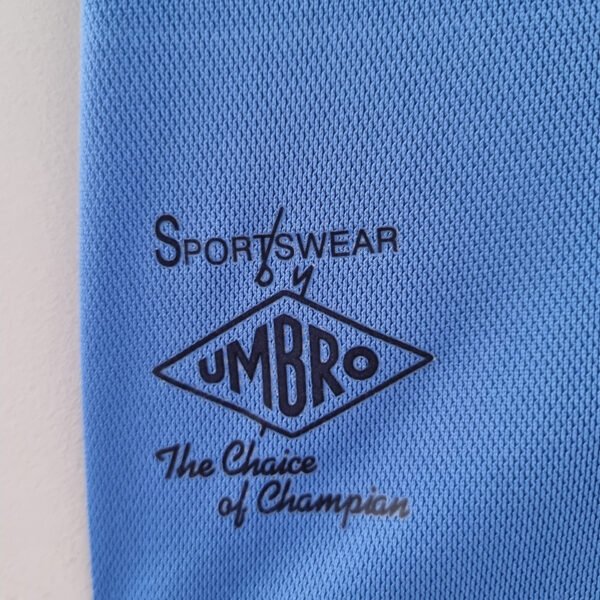 SPORTSWEAR
by
UMBRO
The Chaice
of Champian